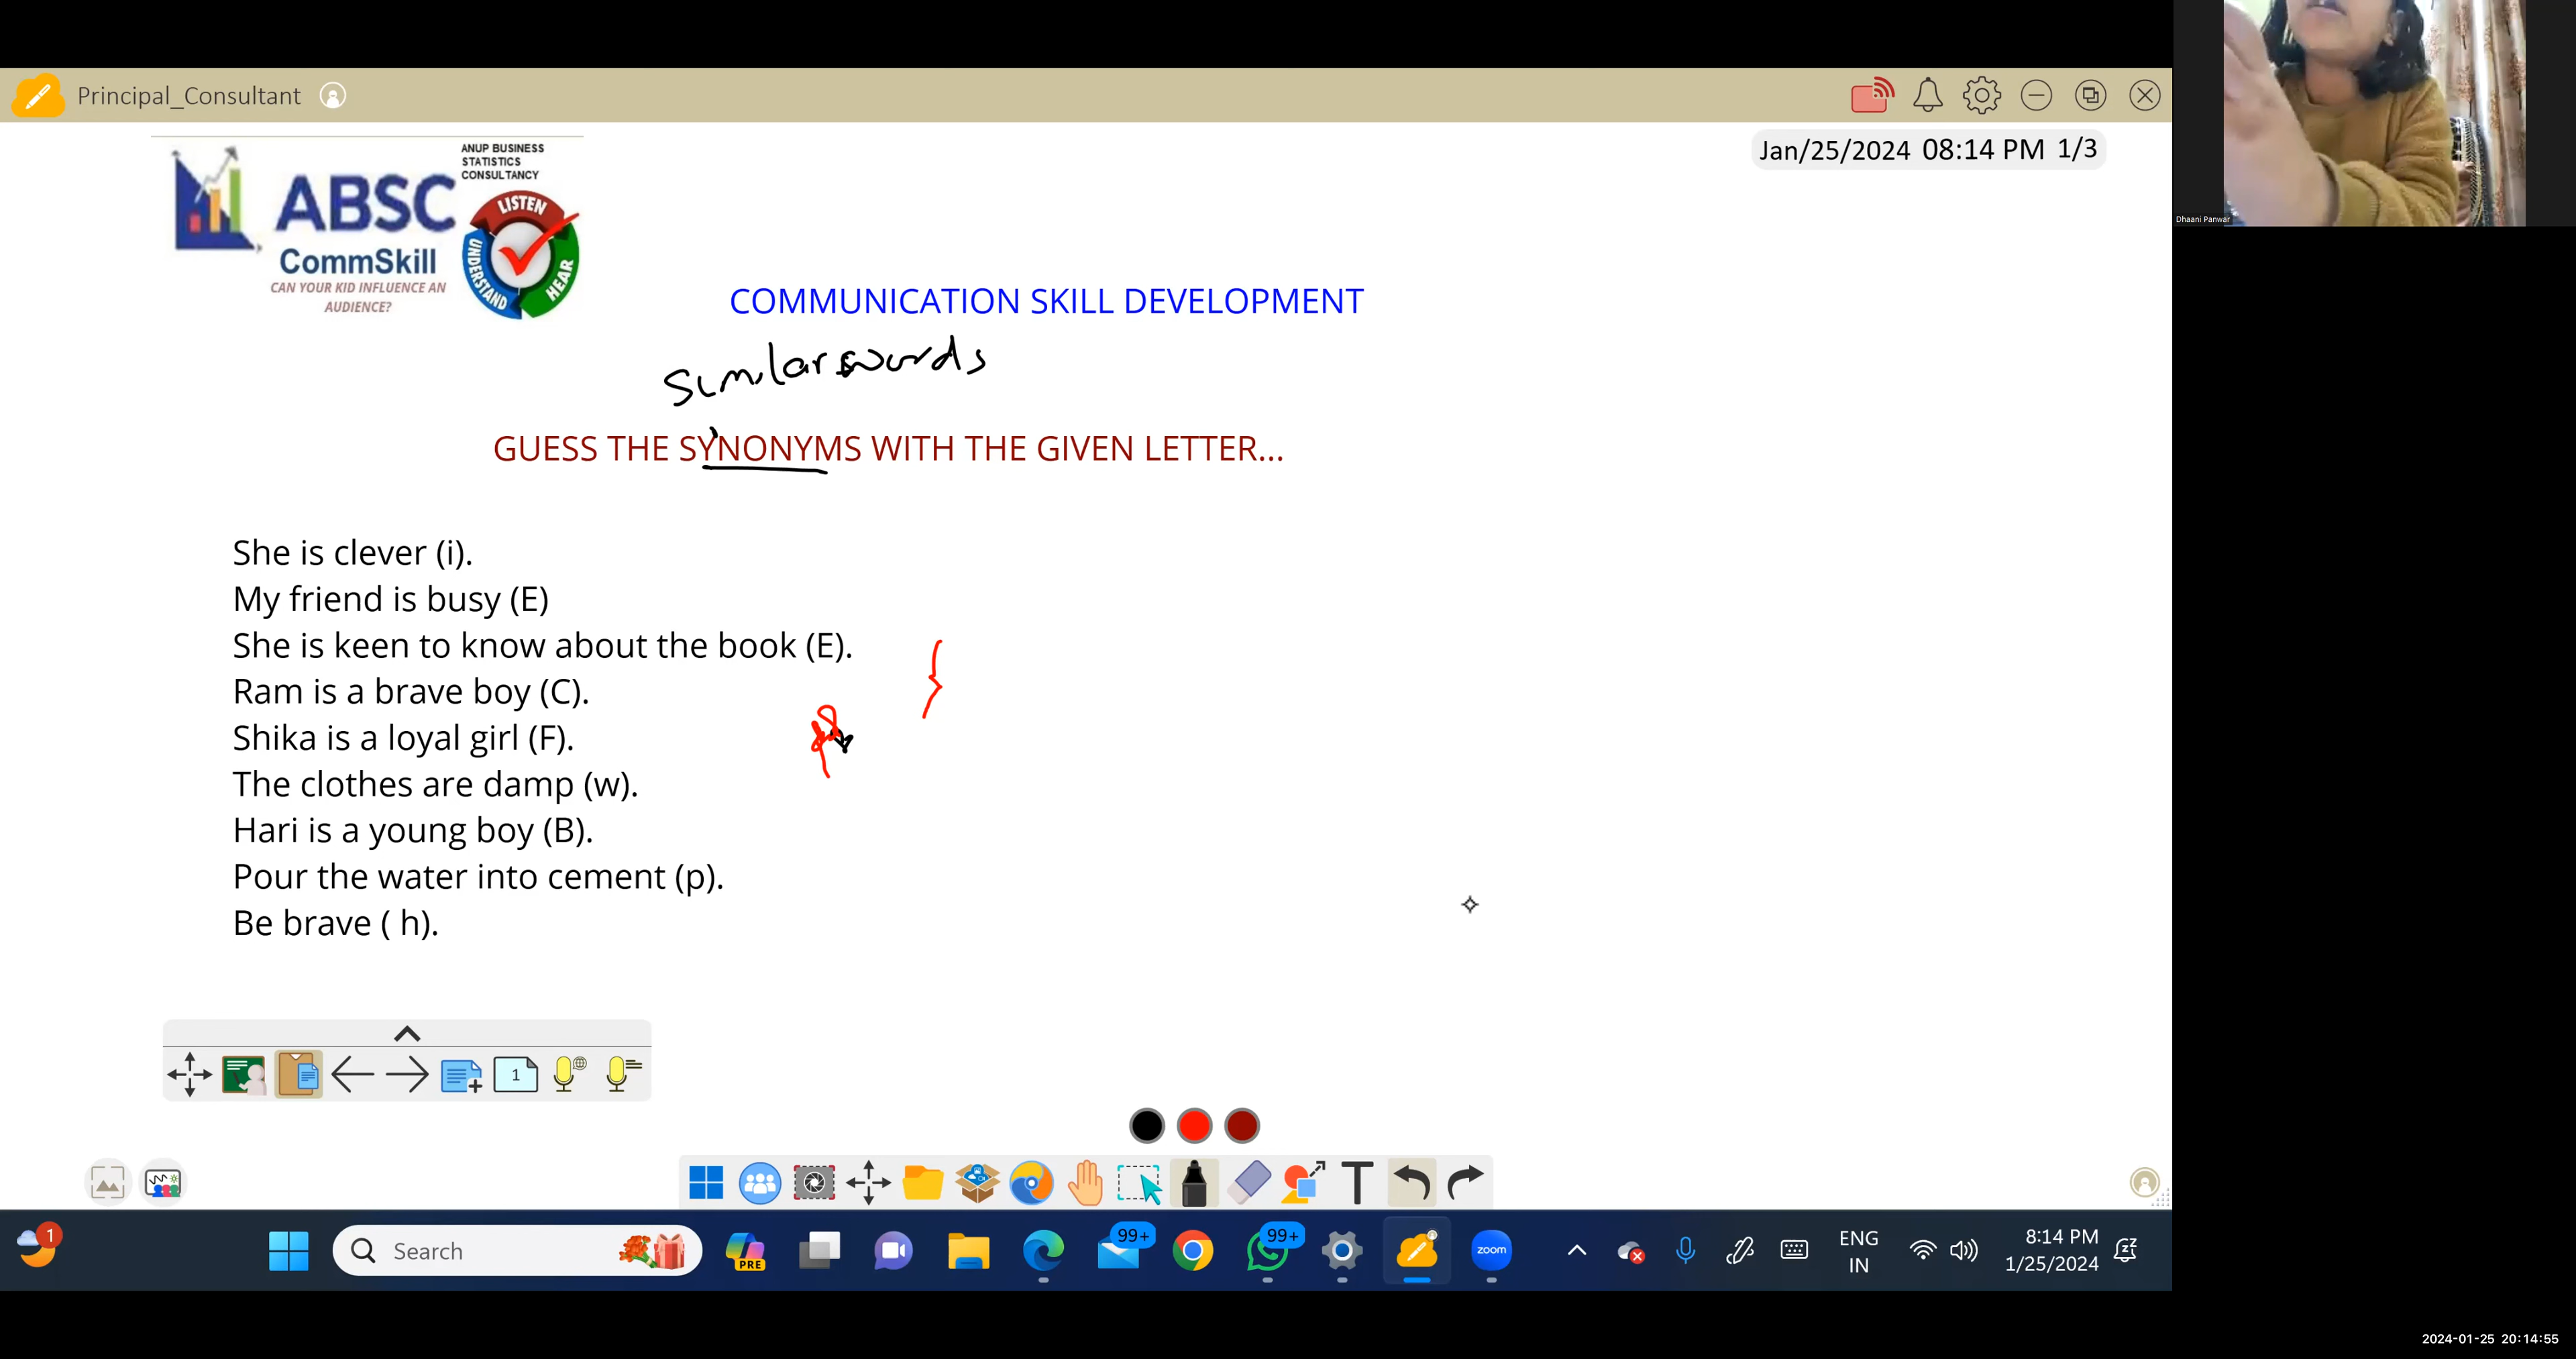 Principal_Consultant
Jan/25/2024 08:14 PM 1/3
ANUP BUSINESS
STATISTICS
CONSULTANCY
ABSC
CommSkill
CAN YOUR KID INFLUENCE AN
AUDIENCE?
LISTEN
UNDERSTAND
HEAR
Dhaani Panwar
COMMUNICATION SKILL DEVELOPMENT
Similar words
GUESS THE SYNONYMS WITH THE GIVEN LETTER...
She is clever (i).
My friend is busy (E)
She is keen to know about the book (E).
Ram is a brave boy (C).
Shika is a loyal girl (F).
The clothes are damp (w).
Hari is a young boy (B).
Pour the water into cement (p).
Be brave ( h).
1
T
1
Search
PRE
99+
99+
zoom
ENG
IN
8:14 PM
1/25/2024
2024-01-25 20:14:55